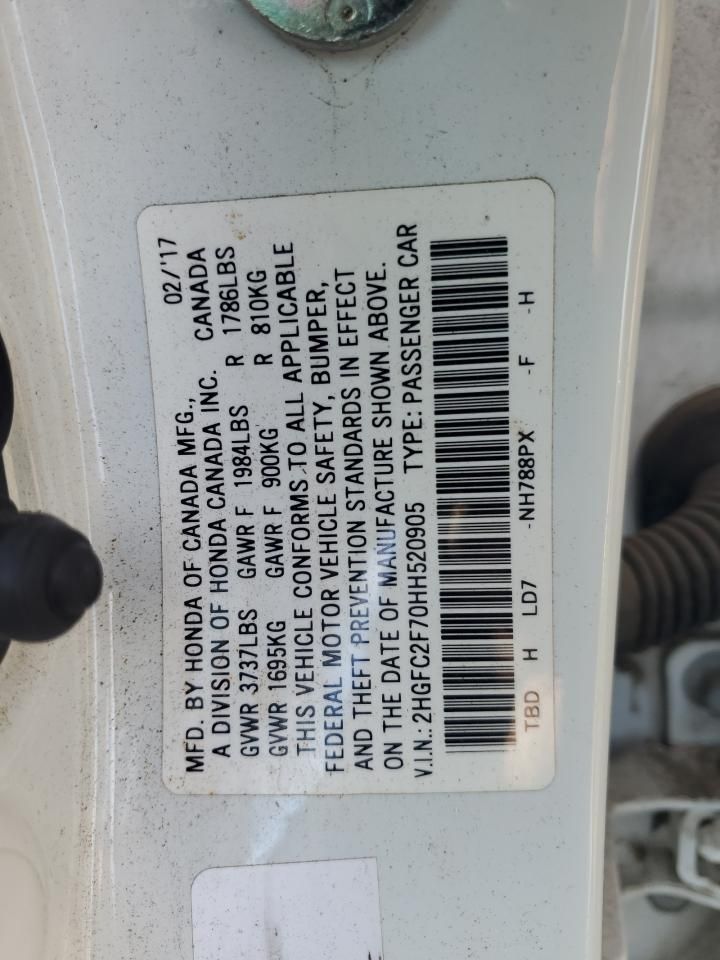 MFD. BY HONDA OF CANADA MFG., 02/'17
A DIVISION OF HONDA CANADA INC. CANADA
GVWR 3737LBS GAWR F 1984LBS R 1786LBS
GVWR 1695KG GAWR F 900KG R 810KG
THIS VEHICLE CONFORMS TO ALL APPLICABLE
FEDERAL MOTOR VEHICLE SAFETY, BUMPER,
AND THEFT PREVENTION STANDARDS IN EFFECT
ON THE DATE OF MANUFACTURE SHOWN ABOVE.
V.I.N.: 2HGFC2F70HH520905 TYPE: PASSENGER CAR
TBD H LD7 -NH788PX -F -H